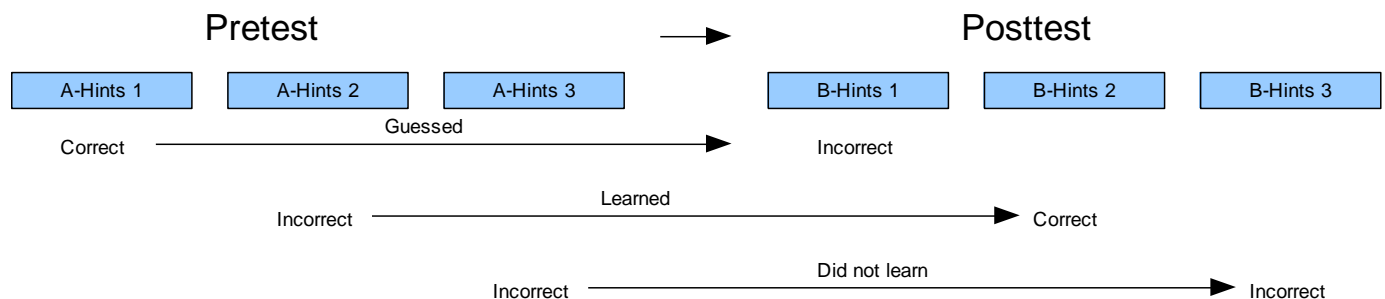 Pretest Posttest
A-Hints 1 A-Hints 2 A-Hints 3 B-Hints 1 B-Hints 2 B-Hints 3
Guessed
Correct Incorrect
Learned
Incorrect Correct
Did not learn
Incorrect Incorrect